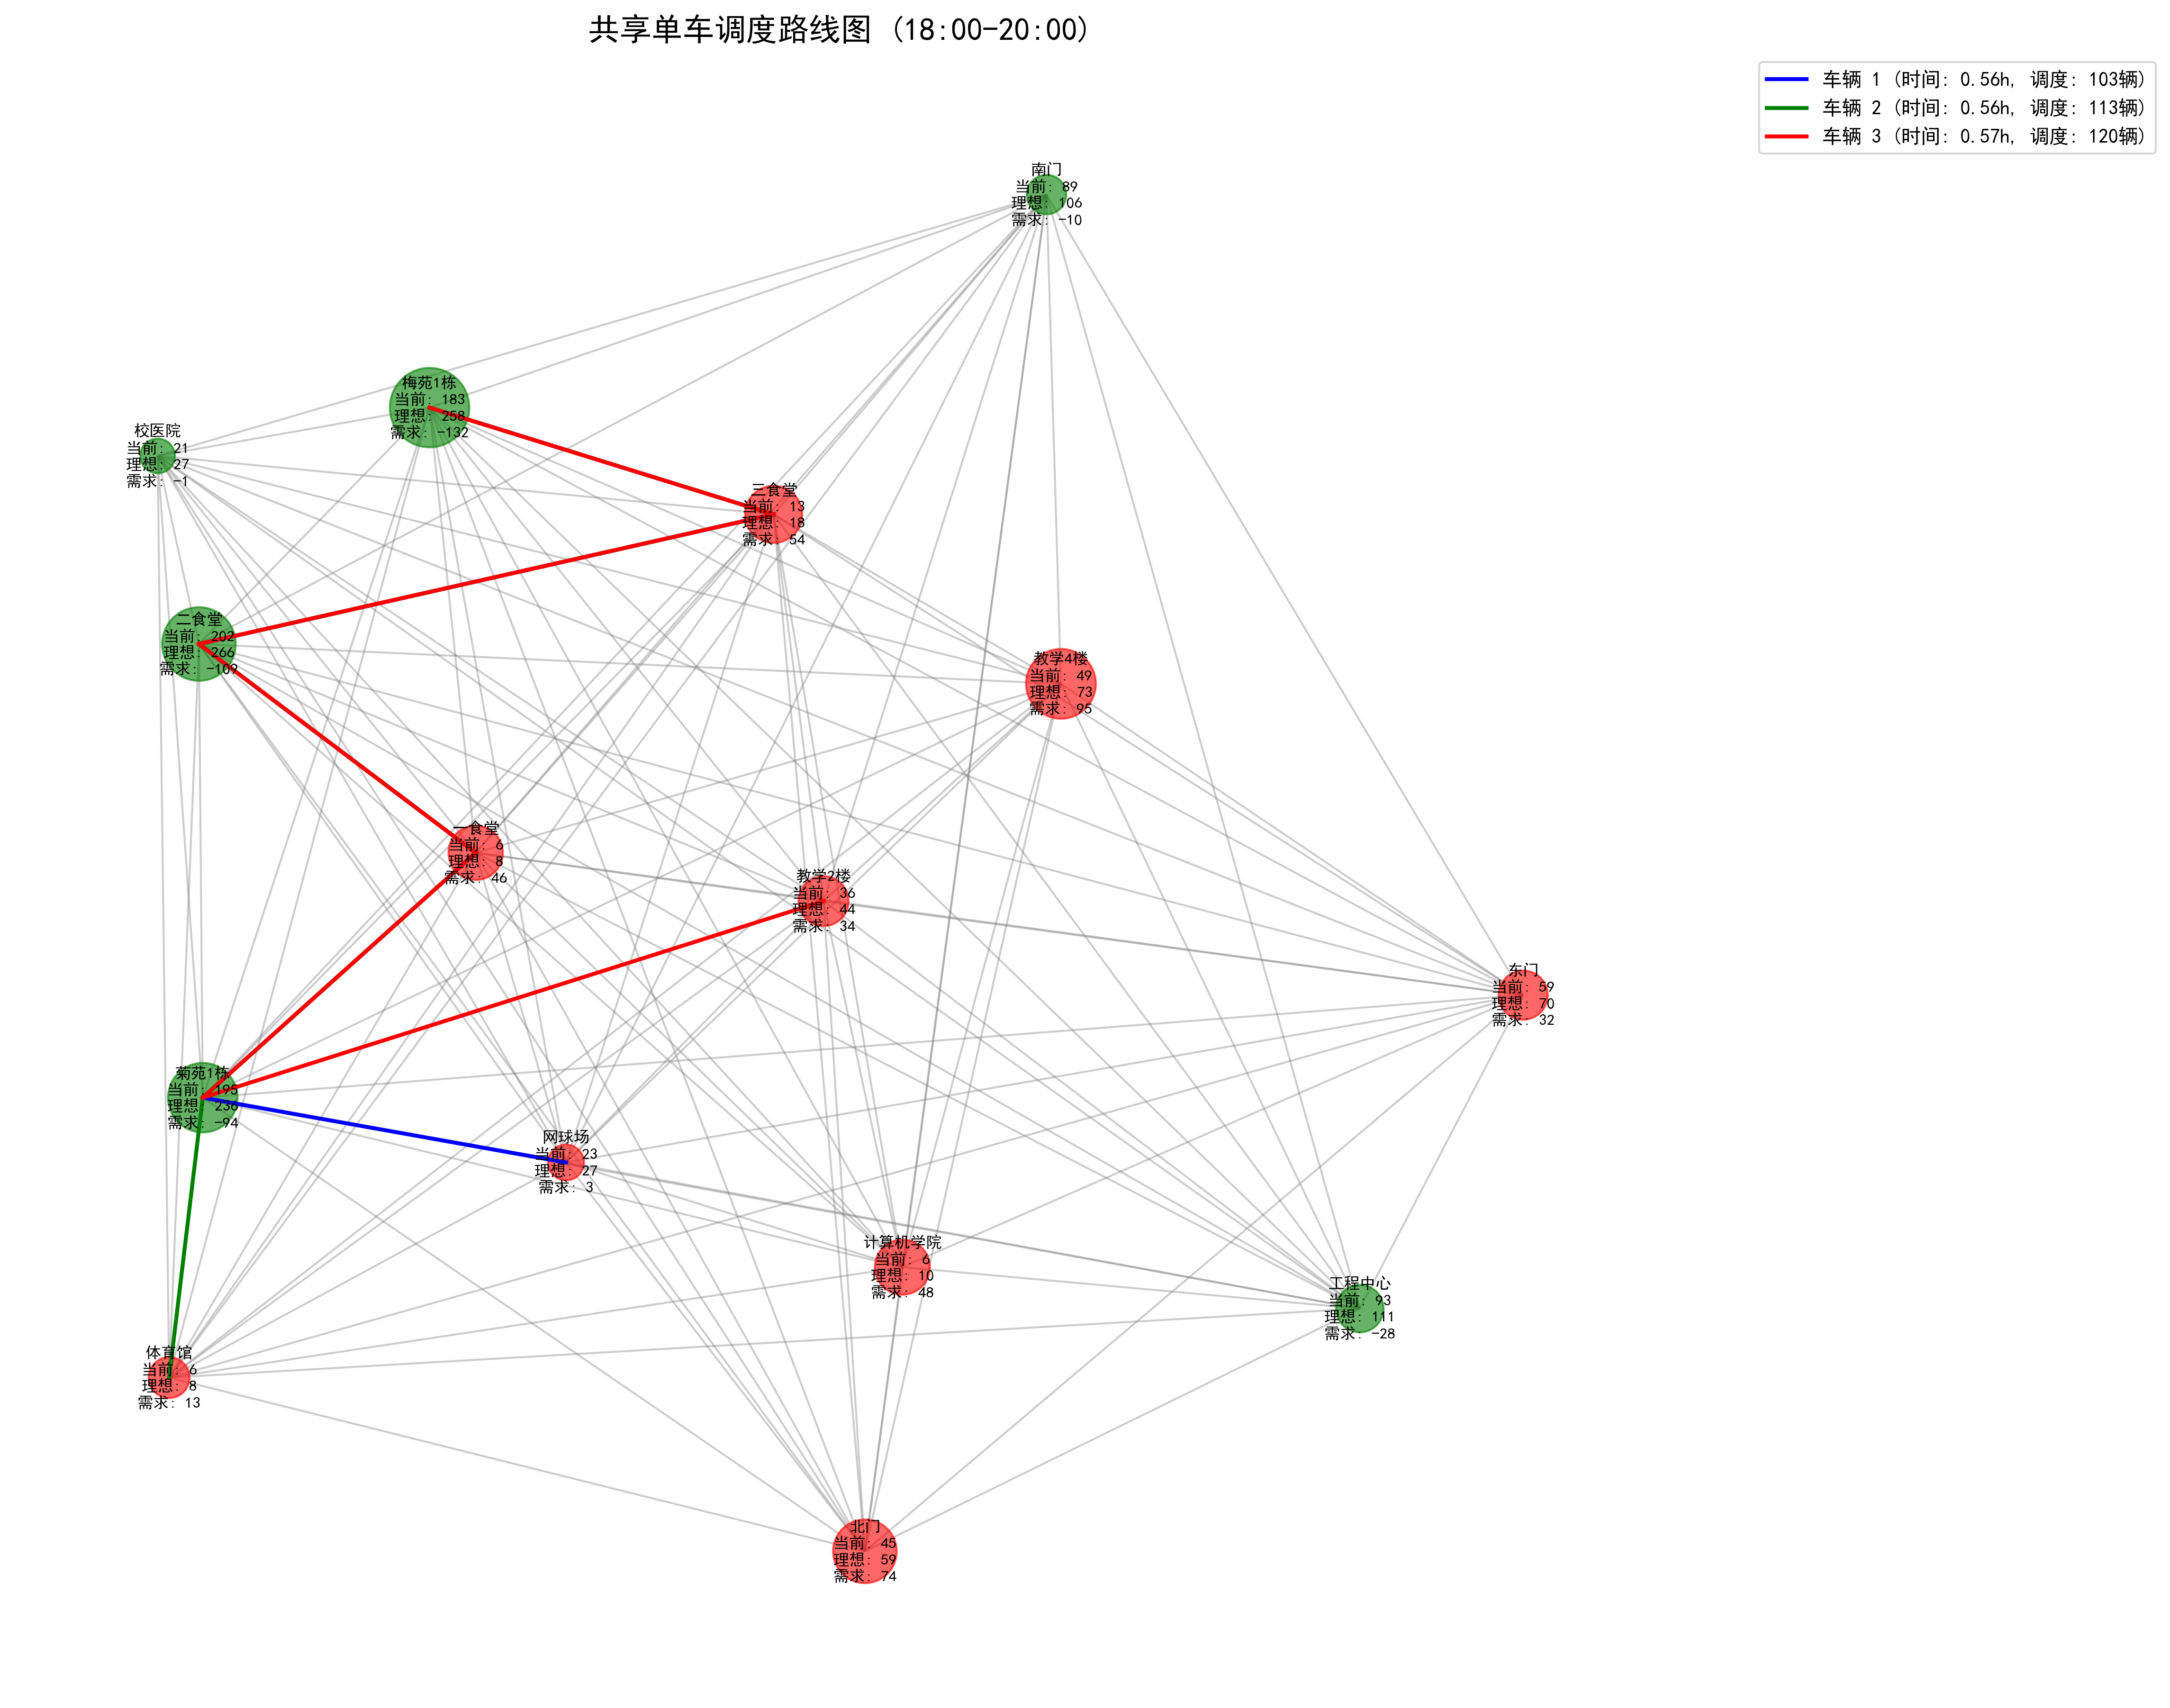 共享单车调度路线图 (18:00-20:00)
车辆 1 (时间: 0.56h, 调度: 103辆)
车辆 2 (时间: 0.56h, 调度: 113辆)
车辆 3 (时间: 0.57h, 调度: 120辆)
南门
当前: 89
理想: 106
需求: -10
梅苑1栋
当前: 183
理想: 258
需求: -132
校医院
当前: 21
理想: 27
需求: -1
三食堂
当前: 13
理想: 18
需求: 54
二食堂
当前: 202
理想: 266
需求: -109
教学4楼
当前: 49
理想: 73
需求: 95
一食堂
当前: 6
理想: 8
需求: 46
教学2楼
当前: 36
理想: 44
需求: 34
东门
当前: 59
理想: 70
需求: 32
菊苑1栋
当前: 195
理想: 236
需求: -94
网球场
当前: 23
理想: 27
需求: 3
计算机学院
当前: 6
理想: 10
需求: 48
工程中心
当前: 93
理想: 111
需求: -28
体育馆
当前: 6
理想: 8
需求: 13
北门
当前: 45
理想: 59
需求: 74